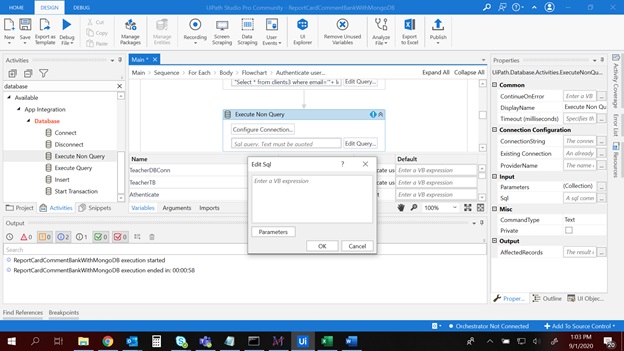 UiPath Studio Pro Community - ReportCardCommentBankWithMongoDB
HOME
DESIGN
DEBUG
New
Save
Export as Template
Debug File
Cut
Copy
Paste
Manage Packages
Manage Entities
Recording
Screen Scraping
Data Scraping
User Events
UI Explorer
Remove Unused Variables
Analyze File
Export to Excel
Publish
Activities
database
Available
App Integration
Database
Connect
Disconnect
Execute Non Query
Execute Query
Insert
Start Transaction
Project
Activities
Snippets
Main *
Main
Sequence
For Each
Body
Flowchart
Authenticate user...
Expand All
Collapse All
"Select * from clients3 where email='"+ l
Edit Query...
Execute Non Query
Configure Connection...
Sql query. Text must be quoted
Edit Query...
Name
Default
TeacherDBConn
Enter a VB expression
TeacherTB
Enter a VB expression
Authenticate
Variables
Arguments
Imports
100%
Edit Sql
?
Enter a VB expression
Parameters
OK
Cancel
Properties
UiPath.Database.Activities.ExecuteNonQu...
Common
ContinueOnError
Enter a VB
DisplayName
Execute Non Qu
Timeout (milliseconds)
Specifies th
Connection Configuration
ConnectionString
The connec
Existing Connection
An already
ProviderName
The name
Input
Parameters
(Collection)
Sql
A sql comm
Misc
CommandType
Text
Private
Output
AffectedRecords
The result
Proper...
Outline
UI Objec...
Activity Coverage
Error List
Resources
Output
0
0
2
1
0
0
Search
ReportCardCommentBankWithMongoDB execution started
ReportCardCommentBankWithMongoDB execution ended in: 00:00:58
Find References
Breakpoints
Orchestrator Not Connected
Add To Source Control
Ui
1:03 PM
9/1/2020
20